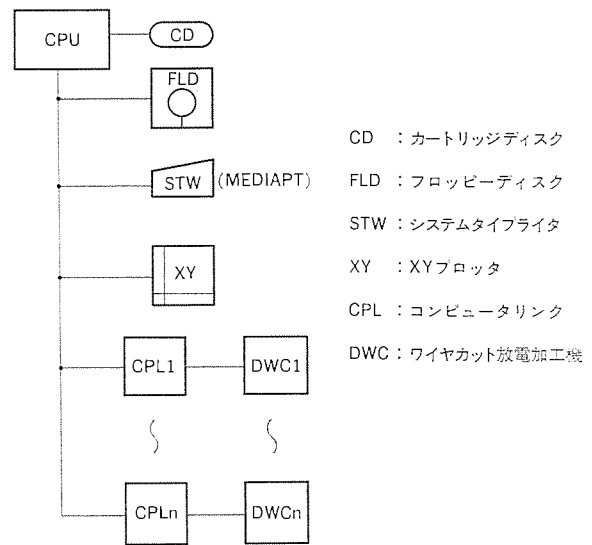 CPU
CD
FLD
STW (MEDIAPT)
XY
CPL1
DWC1
CPLn
DWCn
CD : カートリッジディスク
FLD : フロッピーディスク
STW : システムタイプライタ
XY : XYプロッタ
CPL : コンピュータリンク
DWC : ワイヤカット放電加工機